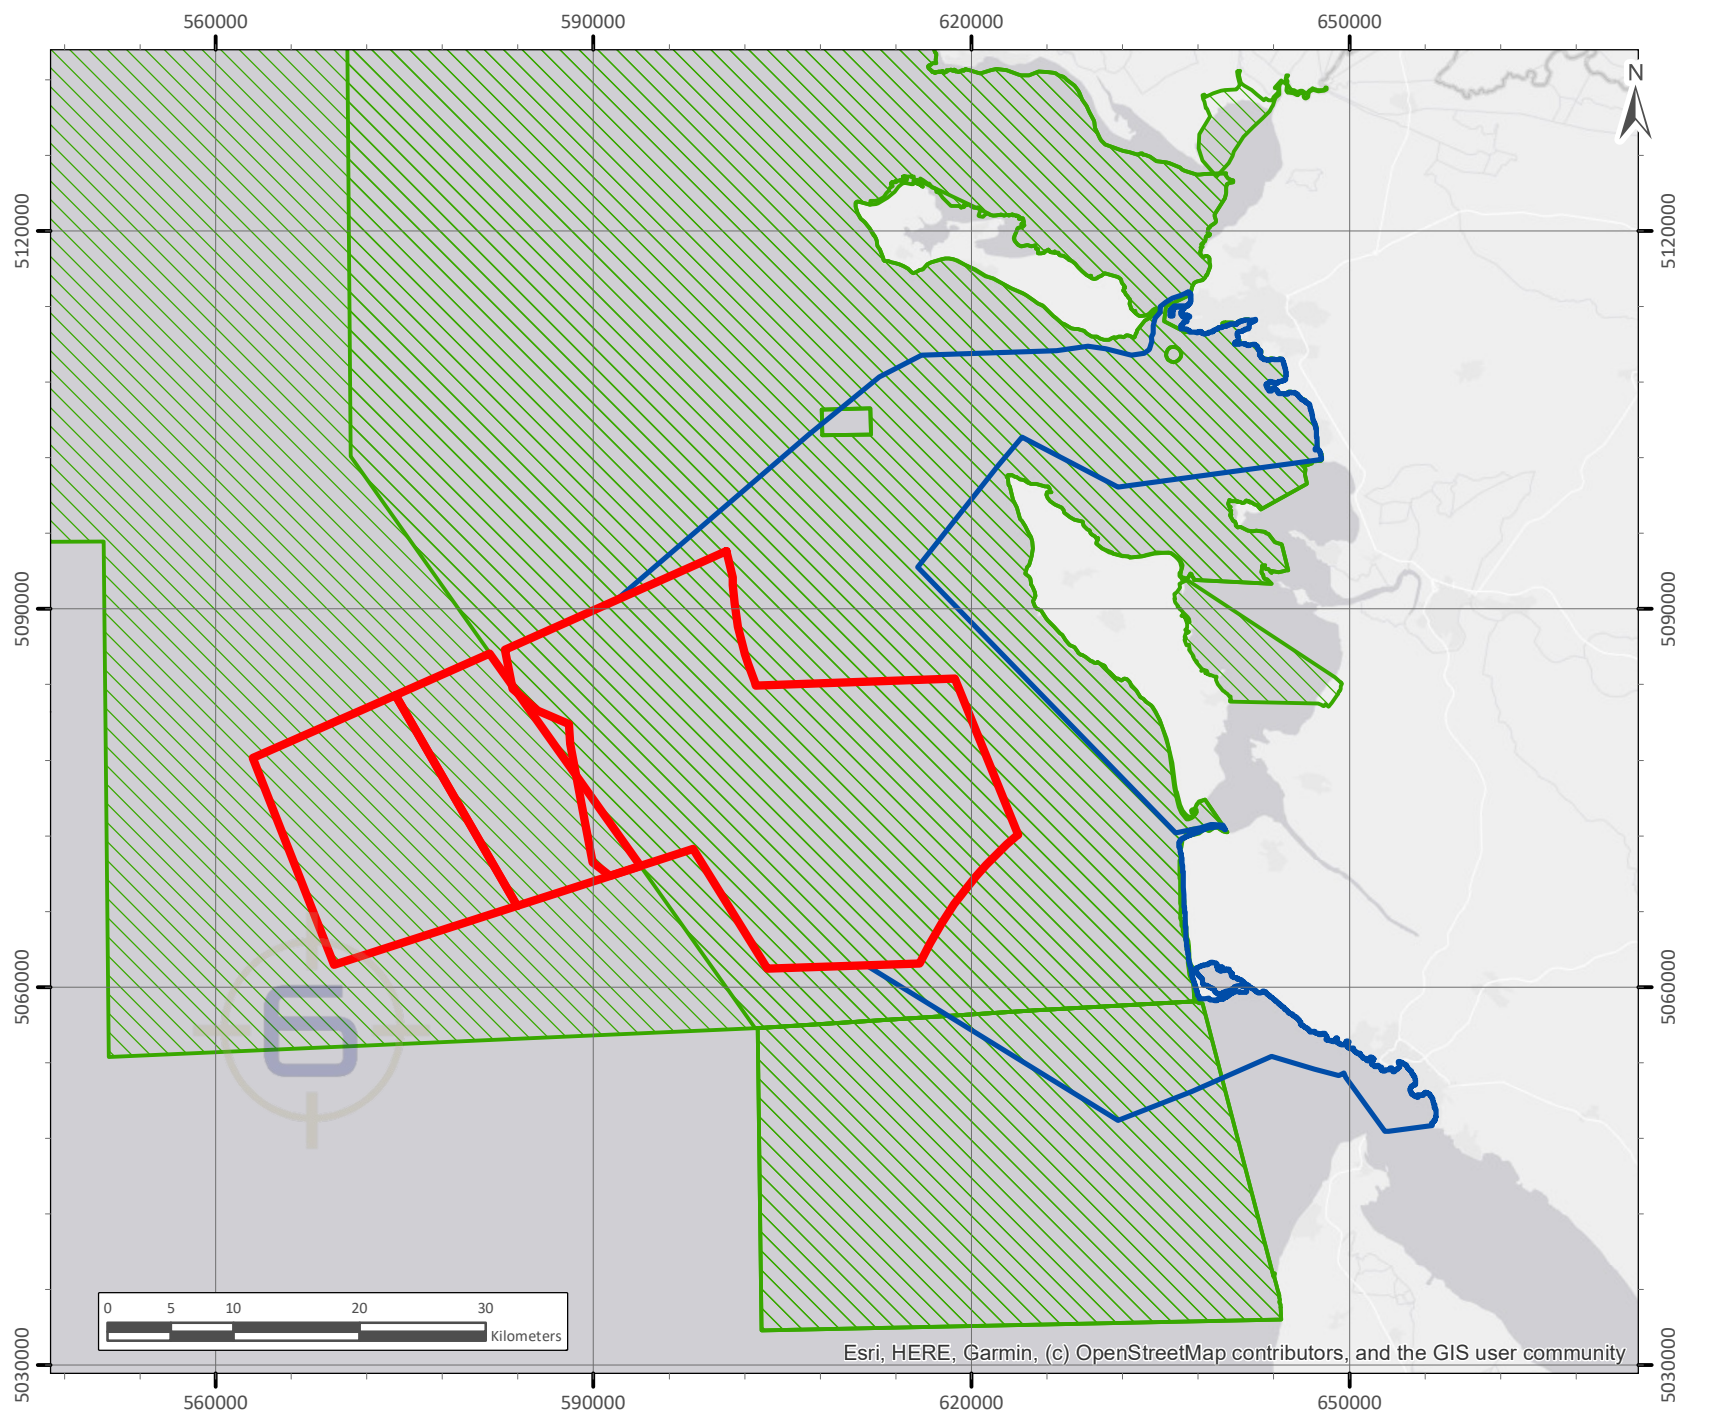 560000 590000 620000 650000
N
5120000 5120000
5090000 5090000
5060000 5060000
5030000 5030000
0 5 10 20 30
Kilometers
Esri, HERE, Garmin, (c) OpenStreetMap contributors, and the GIS user community
560000 590000 620000 650000